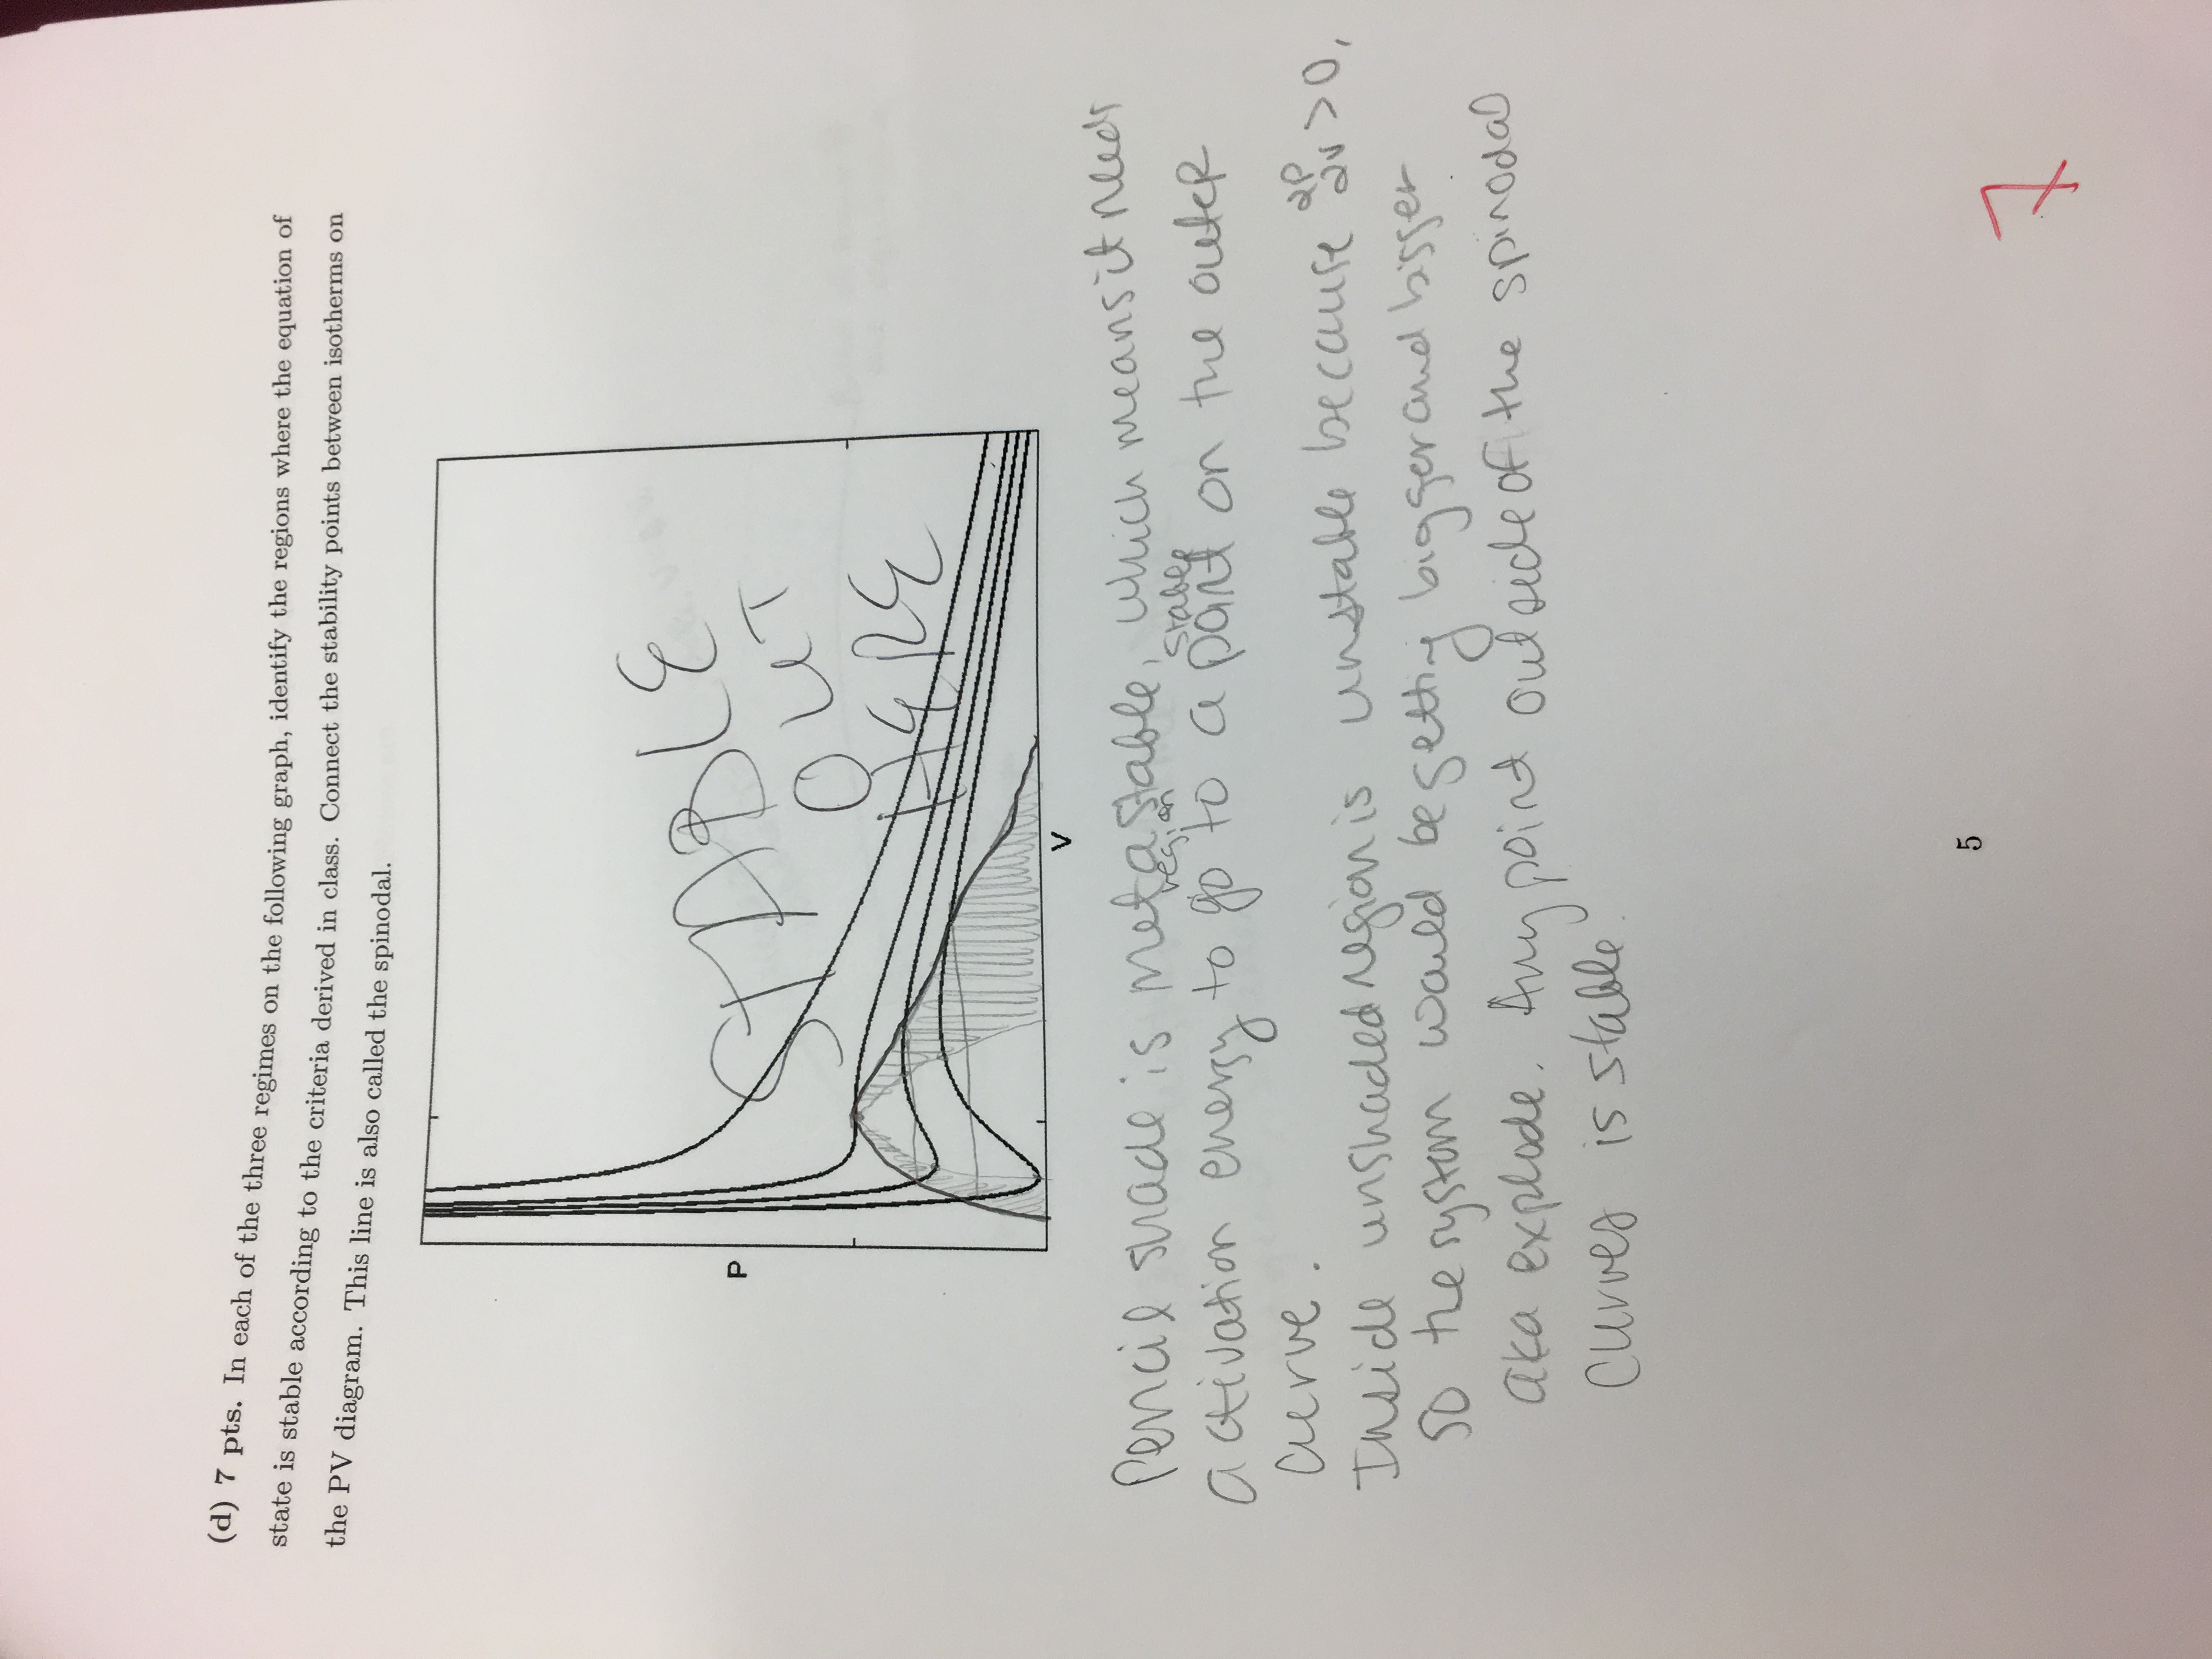 (d) 7 pts. In each of the three regimes on the following graph, identify the regions where the equation of
state is stable according to the criteria derived in class. Connect the stability points between isotherms on
the PV diagram. This line is also called the spinodal.
STABLE
OUT
HERE
P
V
Pencil shade is metastable, which means it needs
region stable
activation energy to go to a point on the outer
curve.
Inside unshaded region is unstable because ∂P/∂V > 0,
so the system would be getting bigger and bigger
aka explode. Any point outside of the spinodal
curves is stable.
5
7